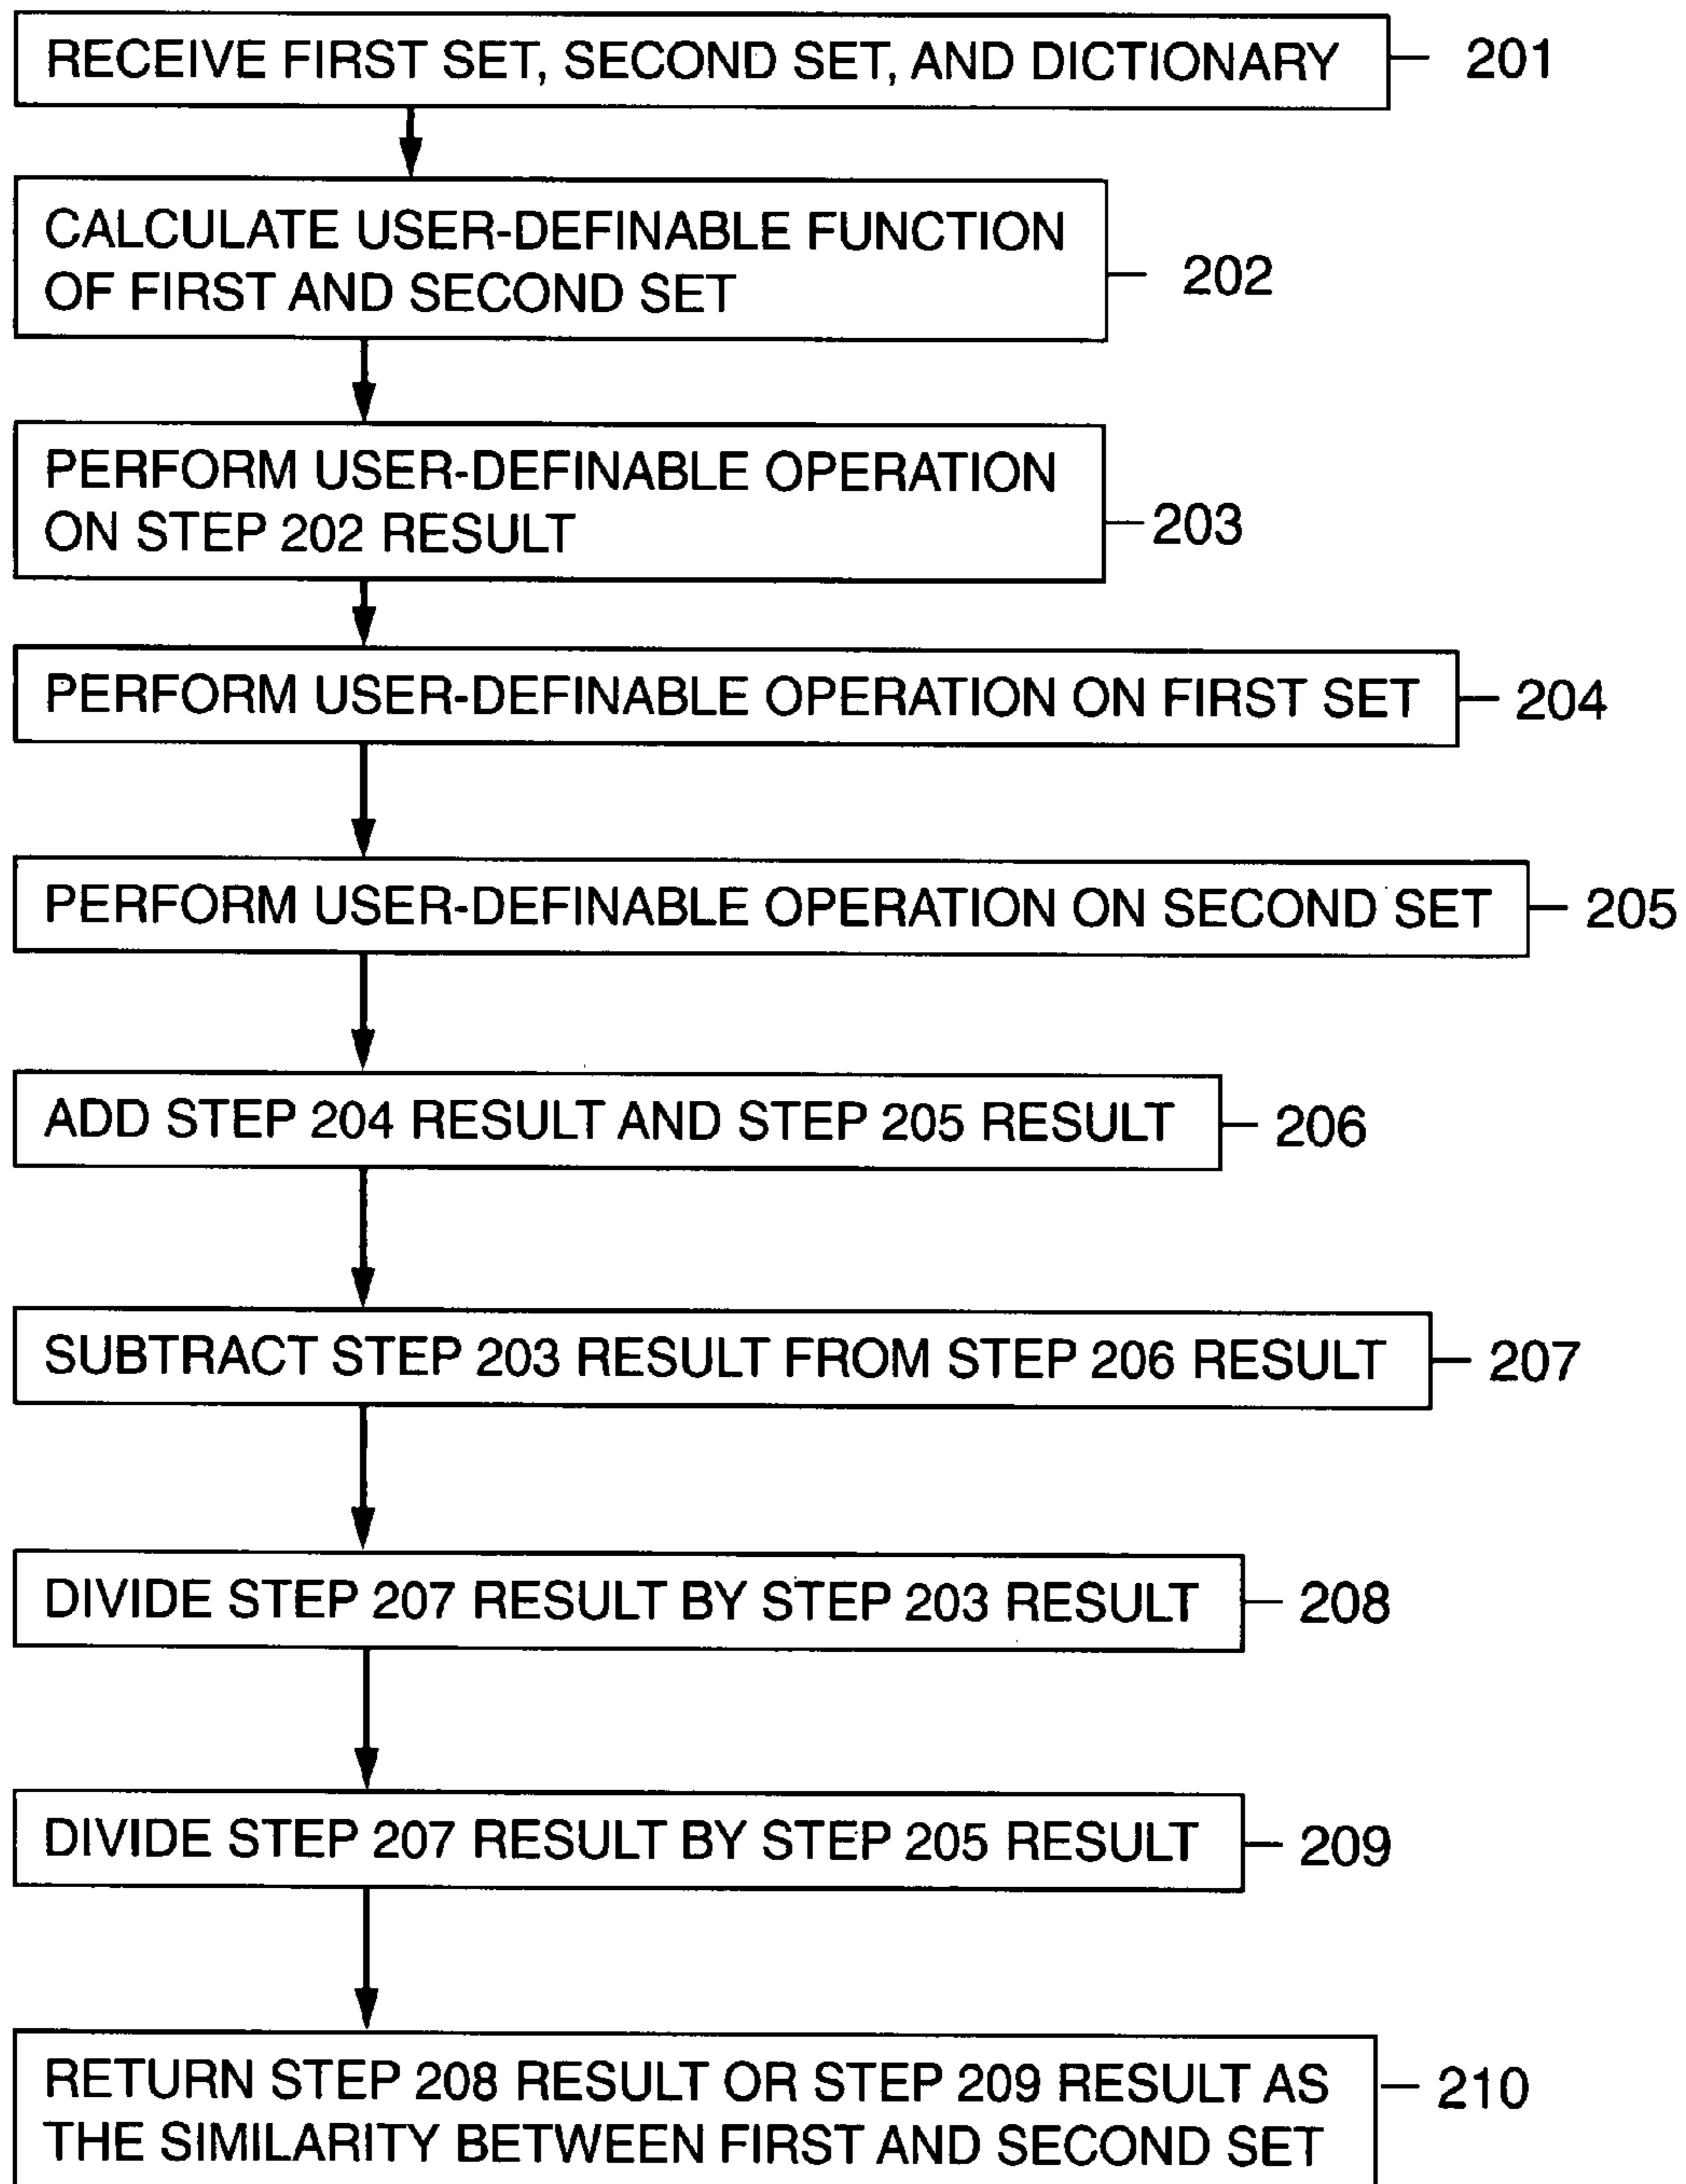 RECEIVE FIRST SET, SECOND SET, AND DICTIONARY 201
CALCULATE USER-DEFINABLE FUNCTION
OF FIRST AND SECOND SET 202
PERFORM USER-DEFINABLE OPERATION
ON STEP 202 RESULT 203
PERFORM USER-DEFINABLE OPERATION ON FIRST SET 204
PERFORM USER-DEFINABLE OPERATION ON SECOND SET 205
ADD STEP 204 RESULT AND STEP 205 RESULT 206
SUBTRACT STEP 203 RESULT FROM STEP 206 RESULT 207
DIVIDE STEP 207 RESULT BY STEP 203 RESULT 208
DIVIDE STEP 207 RESULT BY STEP 205 RESULT 209
RETURN STEP 208 RESULT OR STEP 209 RESULT AS 210
THE SIMILARITY BETWEEN FIRST AND SECOND SET